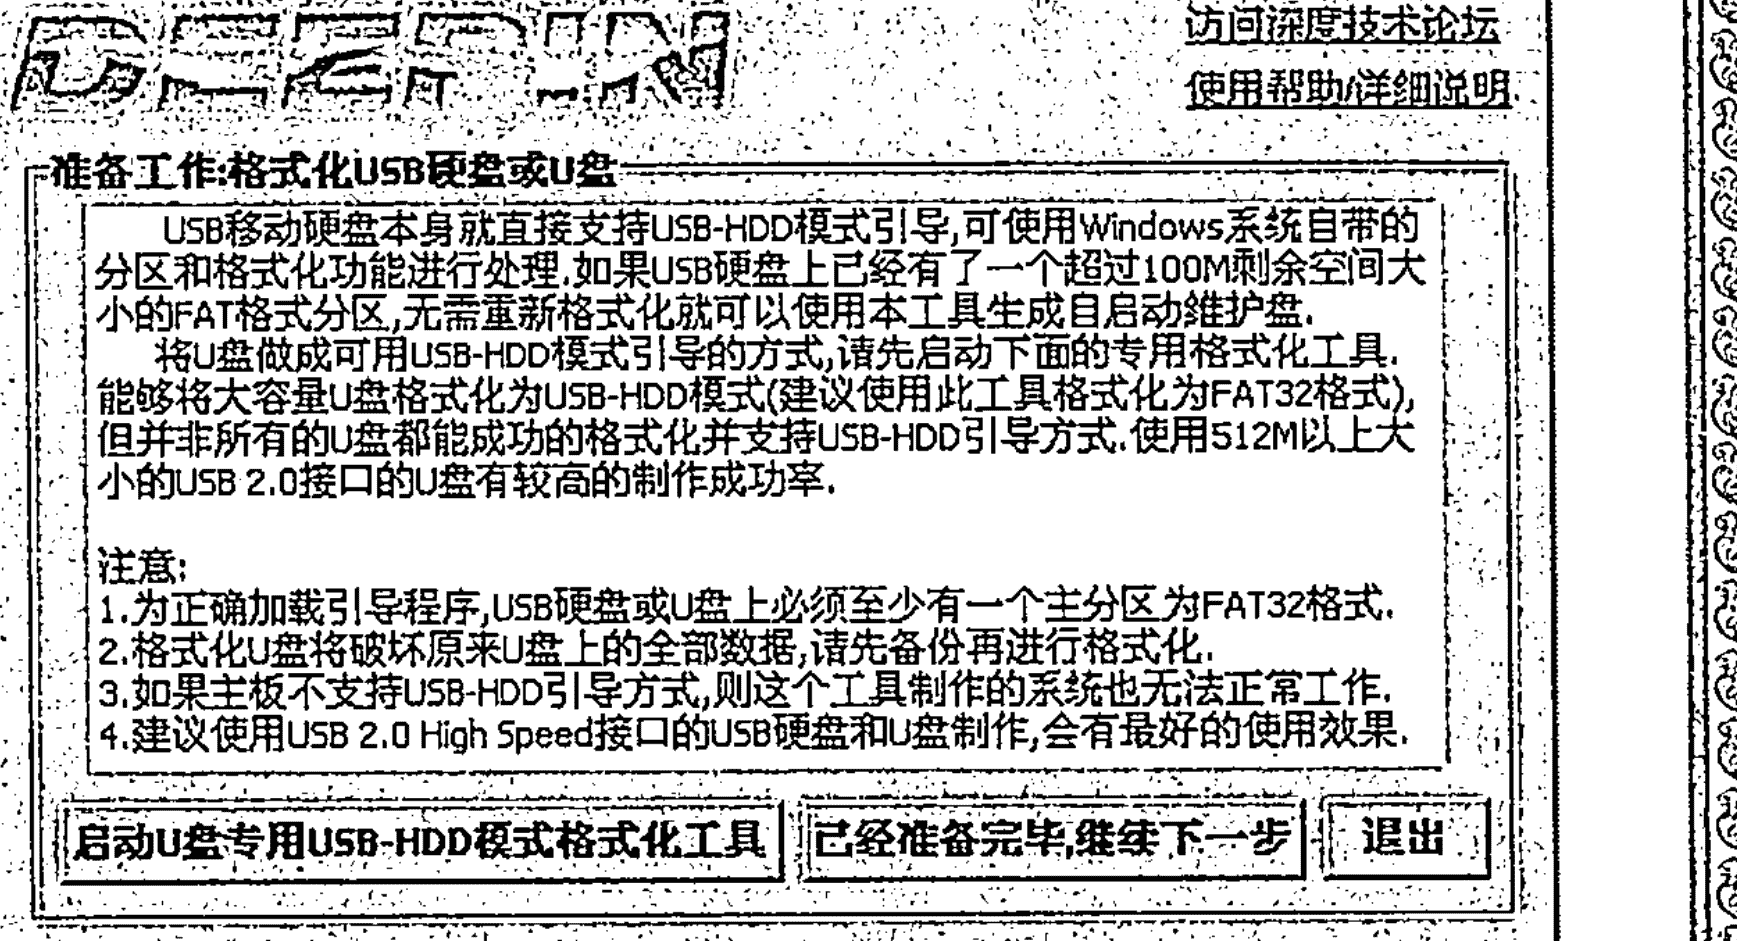 DEEPIN
访问深度技术论坛
使用帮助/详细说明
准备工作:格式化USB硬盘或U盘
USB移动硬盘本身就直接支持USB-HDD模式引导,可使用Windows系统自带的
分区和格式化功能进行处理.如果USB硬盘上已经有了一个超过100M剩余空间大
小的FAT格式分区,无需重新格式化就可以使用本工具生成自启动维护盘.
将U盘做成可用USB-HDD模式引导的方式,请先启动下面的专用格式化工具.
能够将大容量U盘格式化为USB-HDD模式(建议使用此工具格式化为FAT32格式),
但并非所有的U盘都能成功的格式化并支持USB-HDD引导方式.使用512M以上大
小的USB 2.0接口的U盘有较高的制作成功率.
注意:
1.为正确加载引导程序,USB硬盘或U盘上必须至少有一个主分区为FAT32格式.
2.格式化U盘将破坏原来U盘上的全部数据,请先备份再进行格式化.
3.如果主板不支持USB-HDD引导方式,则这个工具制作的系统也无法正常工作.
4.建议使用USB 2.0 High Speed接口的USB硬盘和U盘制作,会有最好的使用效果.
启动U盘专用USB-HDD模式格式化工具 已经准备完毕,继续下一步 退出